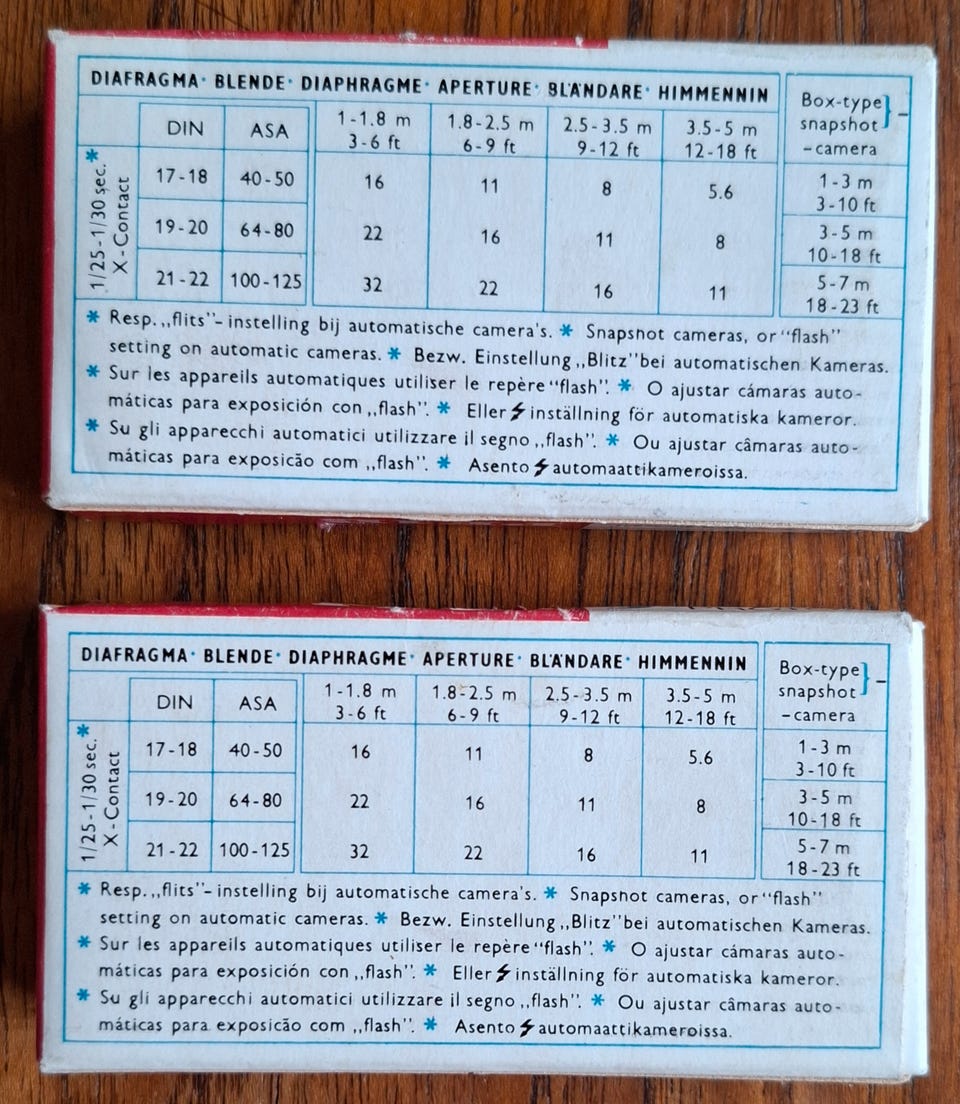 DIAFRAGMA · BLENDE · DIAPHRAGME · APERTURE · BLÄNDARE · HIMMENNIN
Box-type} –
snapshot
–camera
DIN ASA 1-1.8 m 1.8-2.5 m 2.5-3.5 m 3.5-5 m
3-6 ft 6-9 ft 9-12 ft 12-18 ft
1/25-1/30 sec.*
X-Contact
17-18 40-50 16 11 8 5.6 1-3 m
3-10 ft
19-20 64-80 22 16 11 8 3-5 m
10-18 ft
21-22 100-125 32 22 16 11 5-7 m
18-23 ft
* Resp.„flits”-instelling bij automatische camera's. * Snapshot cameras, or “flash”
setting on automatic cameras. * Bezw. Einstellung „Blitz” bei automatischen Kameras.
* Sur les appareils automatiques utiliser le repère “flash”. * O ajustar cámaras auto-
máticas para exposición con „flash”. * Eller ⚡ inställning för automatiska kameror.
* Su gli apparecchi automatici utilizzare il segno „flash”. * Ou ajustar câmaras auto-
máticas para exposicão com „flash”. * Asento ⚡ automaattikameroissa.
DIAFRAGMA · BLENDE · DIAPHRAGME · APERTURE · BLÄNDARE · HIMMENNIN
Box-type} –
snapshot
–camera
DIN ASA 1-1.8 m 1.8-2.5 m 2.5-3.5 m 3.5-5 m
3-6 ft 6-9 ft 9-12 ft 12-18 ft
1/25-1/30 sec.*
X-Contact
17-18 40-50 16 11 8 5.6 1-3 m
3-10 ft
19-20 64-80 22 16 11 8 3-5 m
10-18 ft
21-22 100-125 32 22 16 11 5-7 m
18-23 ft
* Resp.„flits”-instelling bij automatische camera's. * Snapshot cameras, or “flash”
setting on automatic cameras. * Bezw. Einstellung „Blitz” bei automatischen Kameras.
* Sur les appareils automatiques utiliser le repère “flash”. * O ajustar cámaras auto-
máticas para exposición con „flash”. * Eller ⚡ inställning för automatiska kameror.
* Su gli apparecchi automatici utilizzare il segno „flash”. * Ou ajustar câmaras auto-
máticas para exposicão com „flash”. * Asento ⚡ automaattikameroissa.